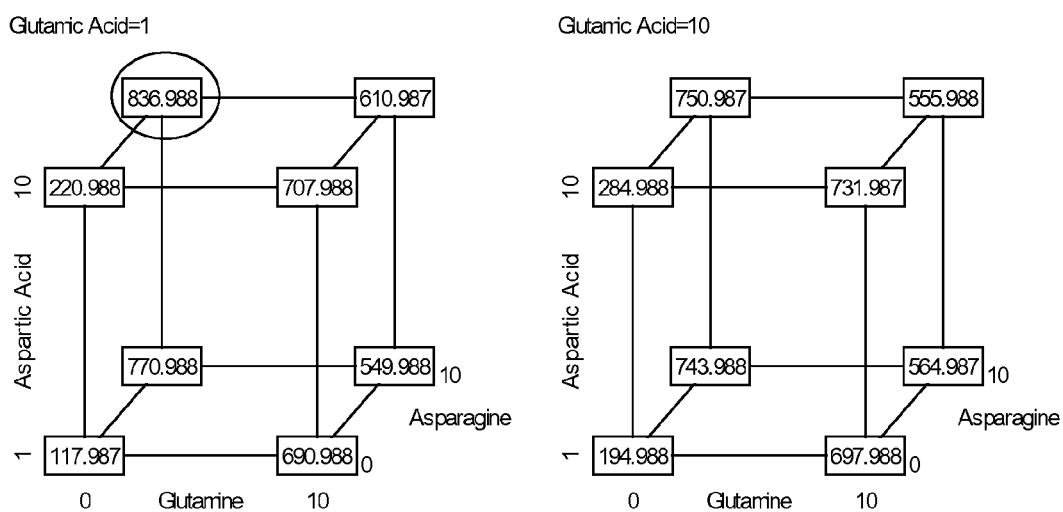 Glutamic Acid=1 Glutamic Acid=10
836.988 610.987 750.987 555.988
10 220.988 707.988 10 284.988 731.987
Aspartic Acid Aspartic Acid
770.988 549.988 10 743.988 564.987 10
Asparagine Asparagine
1 117.987 690.988 0 1 194.988 697.988 0
0 Glutamine 10 0 Glutamine 10